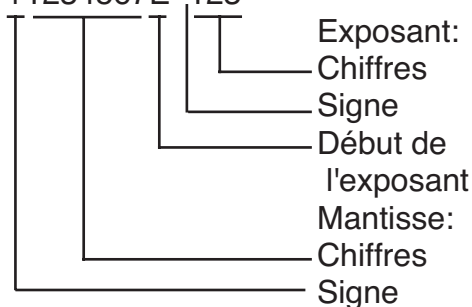 Exposant:
Chiffres
Signe
Début de
l'exposant
Mantisse:
Chiffres
Signe